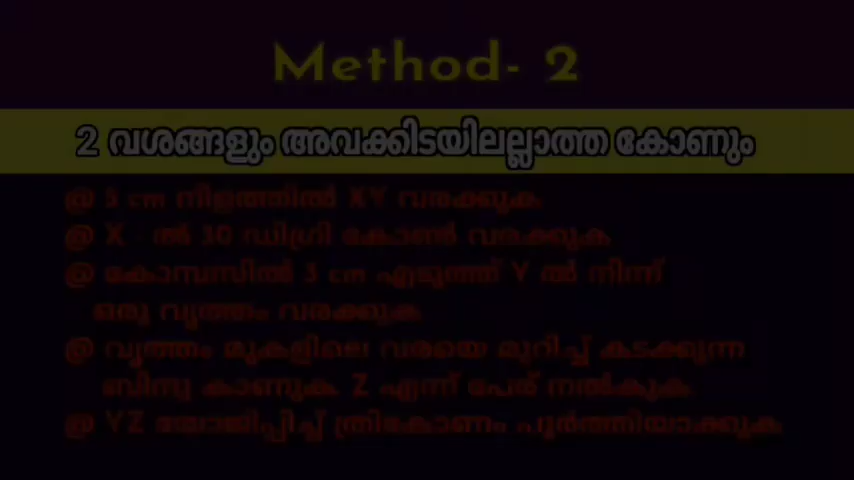 Method- 2
2 വശങ്ങളും അവക്കിടയിലല്ലാത്ത കോണും
@ 5 cm നീളത്തിൽ XY വരക്കുക
@ X - ൽ 30 ഡിഗ്രി കോൺ വരക്കുക
@ കോമ്പസിൽ 3 cm എടുത്ത് Y ൽ നിന്ന്
ഒരു വൃത്തം വരക്കുക
@ വൃത്തം മുകളിലെ വരയെ മുറിച്ച് കടക്കുന്ന
ബിന്ദു കാണുക. Z എന്ന് പേര് നൽകുക
@ YZ യോജിപ്പിച്ച് ത്രികോണം പൂർത്തിയാക്കുക